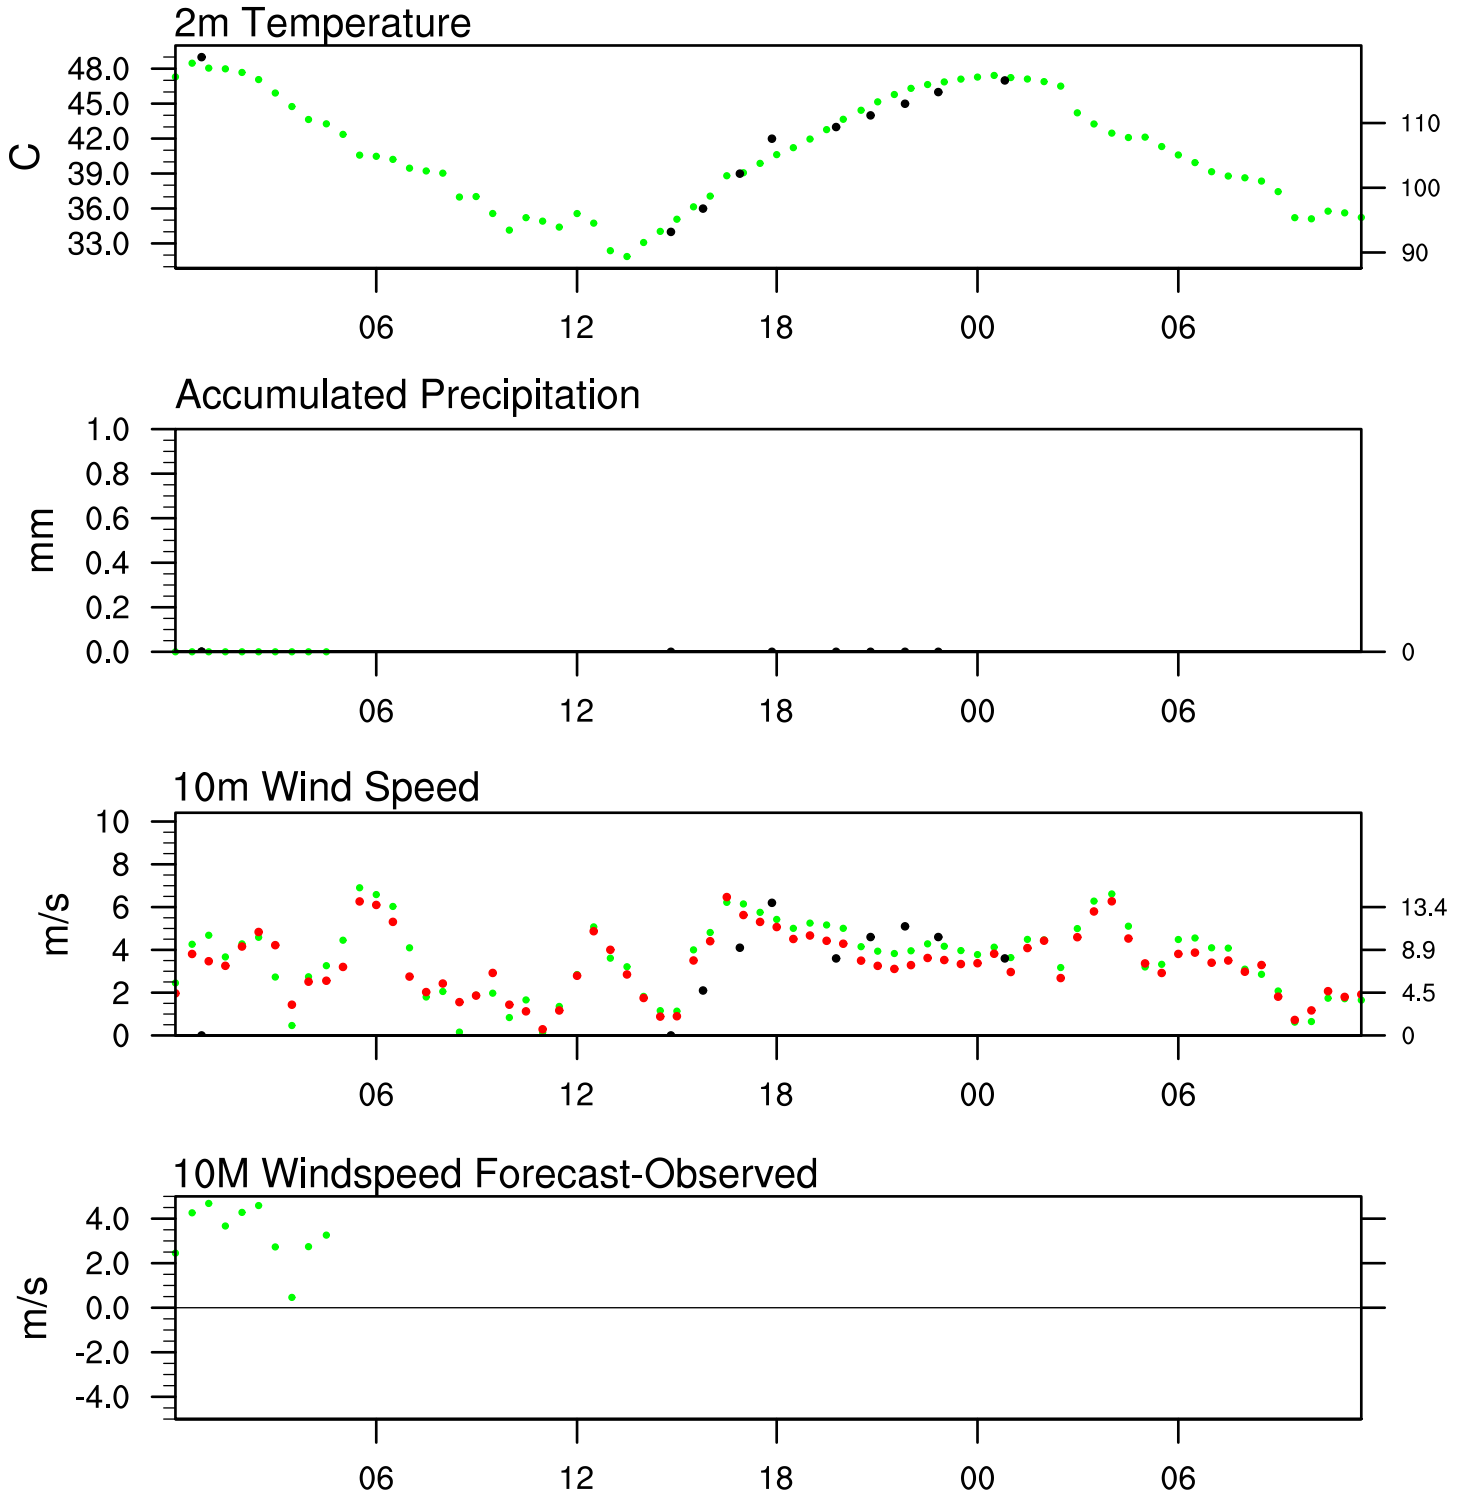 2m Temperature
48.0
45.0
42.0
39.0
36.0
33.0
C
110
100
90
06 12 18 00 06
Accumulated Precipitation
1.0
0.8
0.6
0.4
0.2
0.0
mm
0
06 12 18 00 06
10m Wind Speed
10
8
6
4
2
0
m/s
13.4
8.9
4.5
0
06 12 18 00 06
10M Windspeed Forecast-Observed
4.0
2.0
0.0
-2.0
-4.0
m/s
06 12 18 00 06